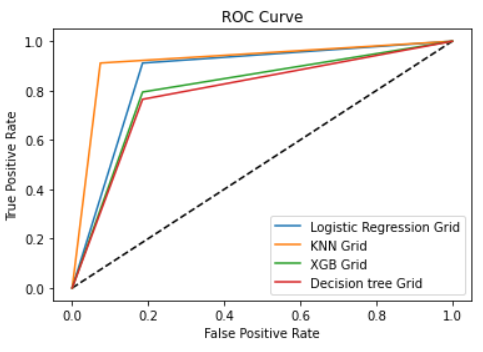 ROC Curve
1.0
0.8
0.6
0.4
0.2
0.0
True Positive Rate
Logistic Regression Grid
KNN Grid
XGB Grid
Decision tree Grid
0.0 0.2 0.4 0.6 0.8 1.0
False Positive Rate